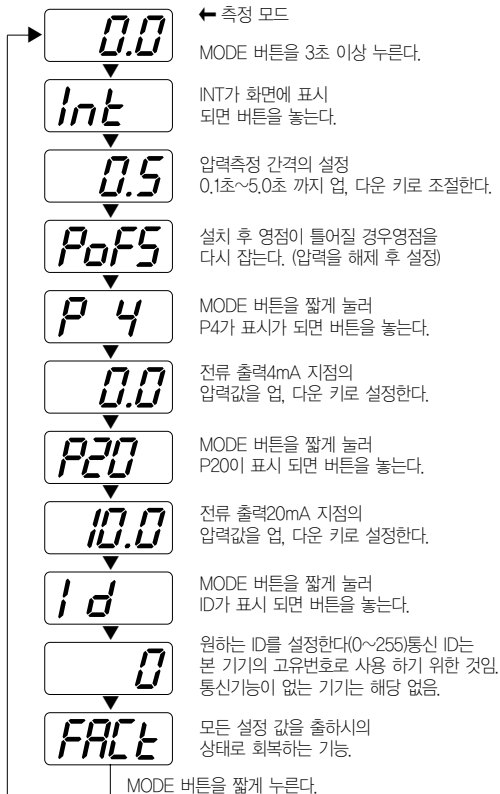 0.0
← 측정 모드
MODE 버튼을 3초 이상 누른다.
Int
INT가 화면에 표시
되면 버튼을 놓는다.
0.5
압력측정 간격의 설정
0.1초~5.0초 까지 업, 다운 키로 조절한다.
PoFS
설치 후 영점이 틀어질 경우영점을
다시 잡는다. (압력을 해제 후 설정)
P 4
MODE 버튼을 짧게 눌러
P4가 표시가 되면 버튼을 놓는다.
0.0
전류 출력4mA 지점의
압력값을 업, 다운 키로 설정한다.
P20
MODE 버튼을 짧게 눌러
P20이 표시 되면 버튼을 놓는다.
10.0
전류 출력20mA 지점의
압력값을 업, 다운 키로 설정한다.
Id
MODE 버튼을 짧게 눌러
ID가 표시 되면 버튼을 놓는다.
0
원하는 ID를 설정한다(0~255)통신 ID는
본 기기의 고유번호로 사용 하기 위한 것임.
통신기능이 없는 기기는 해당 없음.
FACt
모든 설정 값을 출하시의
상태로 회복하는 기능.
MODE 버튼을 짧게 누른다.